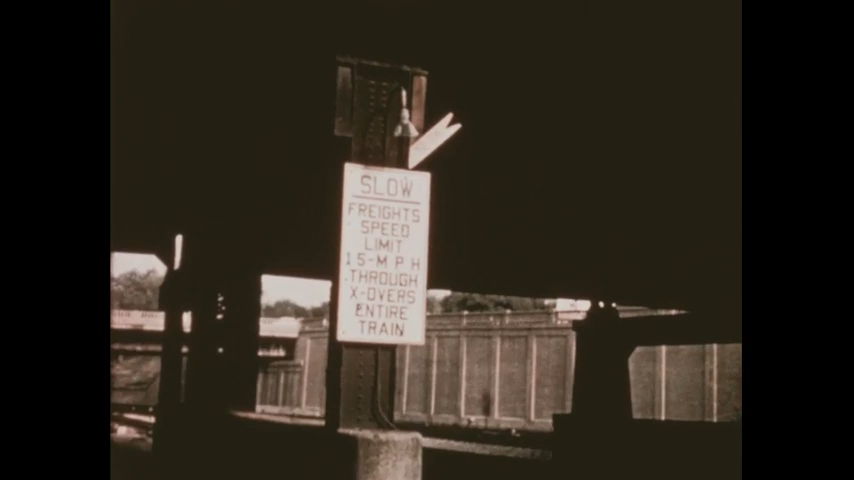 SLOW
FREIGHTS
SPEED
LIMIT
15-M P H
THROUGH
X-OVERS
ENTIRE
TRAIN